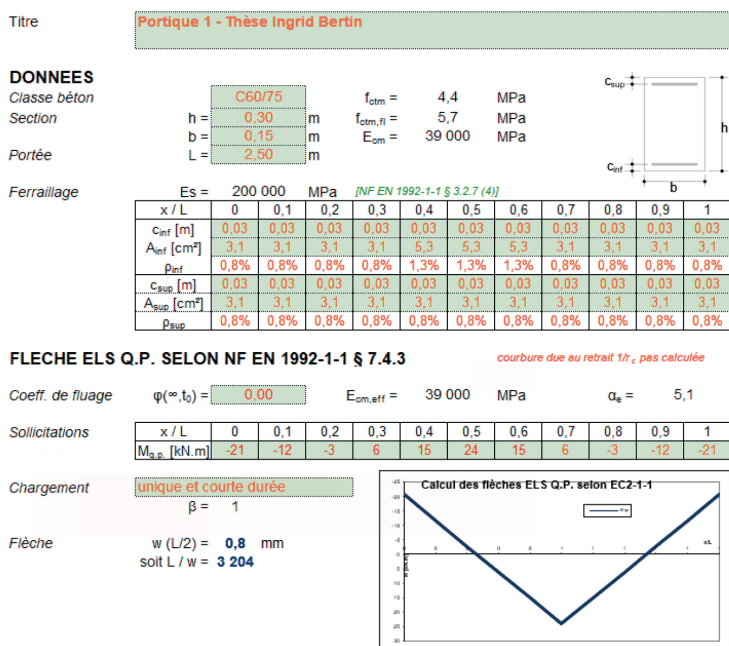 Titre Portique 1 - Thèse Ingrid Bertin
DONNEES
Classe béton C60/75 fctm = 4,4 MPa
Section h = 0,30 m fctm,fl = 5,7 MPa
b = 0,15 m Ecm = 39 000 MPa
Portée L = 2,50 m
csup
h
cinf
b
Ferraillage Es = 200 000 MPa [NF EN 1992-1-1 § 3.2.7 (4)]
x / L 0 0,1 0,2 0,3 0,4 0,5 0,6 0,7 0,8 0,9 1
cinf [m] 0,03 0,03 0,03 0,03 0,03 0,03 0,03 0,03 0,03 0,03 0,03
Ainf [cm²] 3,1 3,1 3,1 3,1 5,3 5,3 5,3 3,1 3,1 3,1 3,1
ρinf 0,8% 0,8% 0,8% 0,8% 1,3% 1,3% 1,3% 0,8% 0,8% 0,8% 0,8%
csup [m] 0,03 0,03 0,03 0,03 0,03 0,03 0,03 0,03 0,03 0,03 0,03
Asup [cm²] 3,1 3,1 3,1 3,1 3,1 3,1 3,1 3,1 3,1 3,1 3,1
ρsup 0,8% 0,8% 0,8% 0,8% 0,8% 0,8% 0,8% 0,8% 0,8% 0,8% 0,8%
FLECHE ELS Q.P. SELON NF EN 1992-1-1 § 7.4.3 courbure due au retrait 1/r c pas calculée
Coeff. de fluage φ(∞,t0) = 0,00 Ecm,eff = 39 000 MPa αe = 5,1
Sollicitations x / L 0 0,1 0,2 0,3 0,4 0,5 0,6 0,7 0,8 0,9 1
Mq.p. [kN.m] -21 -12 -3 6 15 24 15 6 -3 -12 -21
Chargement unique et courte durée
β = 1
Flèche w (L/2) = 0,8 mm
soit L / w = 3 204
Calcul des flèches ELS Q.P. selon EC2-1-1
-25
-20
-15
-10
-5
0
5
10
15
20
25
30
x/L